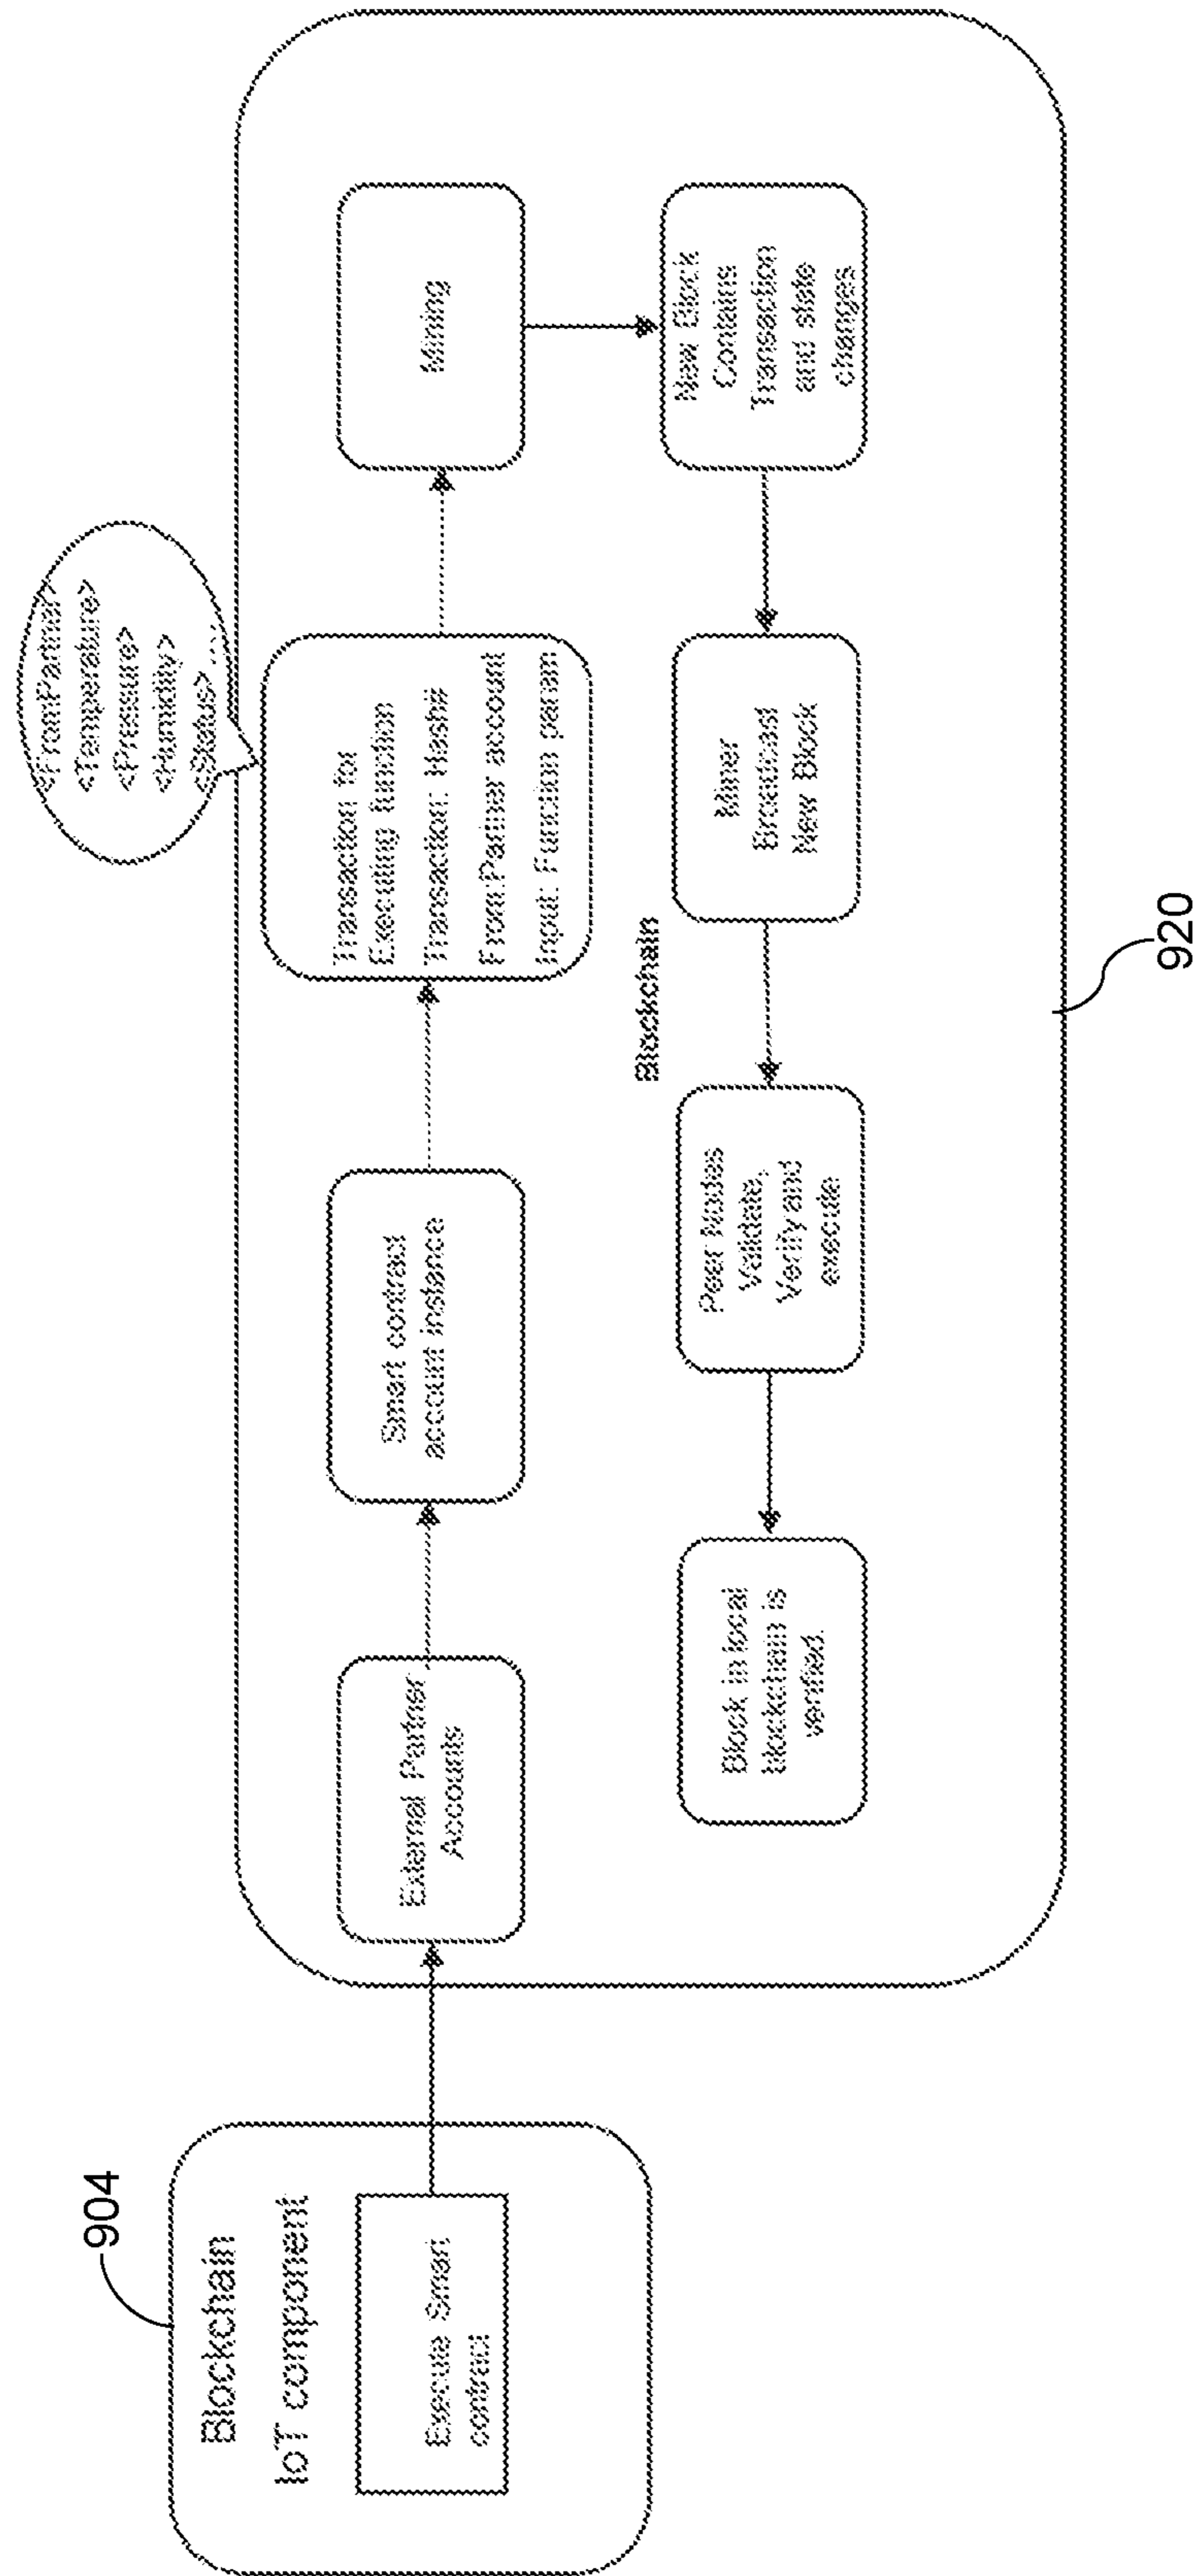 904
Blockchain
IoT component
Execute Smart
contract
External Partner
Accounts
Smart contract
account instance
<FromPartner>
<Temperature>
<Pressure>
<Humidity>
<Status> ...
Transaction for
Executing function
Transaction: Hash#
From:Partner account
Input: Function param
Mining
New Block
Contains
Transaction
and state
changes
Blockchain
Miner
Broadcast
New Block
Peer Nodes
Validate,
Verify and
execute
Block in local
blockchain is
verified.
920